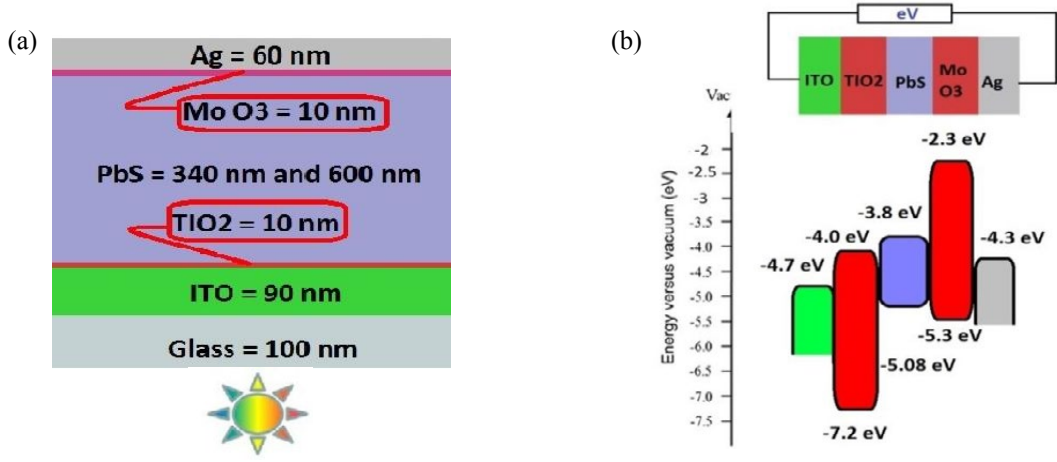 (a)
Ag = 60 nm
Mo O3 = 10 nm
PbS = 340 nm and 600 nm
TIO2 = 10 nm
ITO = 90 nm
Glass = 100 nm
(b)
eV
ITO
TIO2
PbS
Mo
O3
Ag
Vac
Energy versus vacuum (eV)
-2
-2.5
-3
-3.5
-4.0
-4.5
-5.0
-5.5
-6.0
-6.5
-7.0
-7.5
-2.3 eV
-3.8 eV
-4.0 eV
-4.3 eV
-4.7 eV
-5.3 eV
-5.08 eV
-7.2 eV